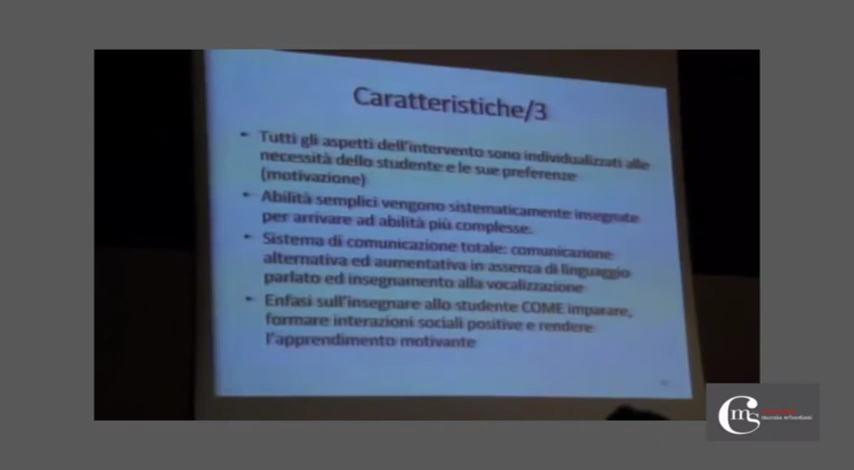 Caratteristiche/3
• Tutti gli aspetti dell'intervento sono individualizzati alle
necessità dello studente e le sue preferenze
(motivazione)
• Abilità semplici vengono sistematicamente insegnate
per arrivare ad abilità più complesse.
• Sistema di comunicazione totale: comunicazione
alternativa ed aumentativa in assenza di linguaggio
parlato ed insegnamento alla vocalizzazione
• Enfasi sull'insegnare allo studente COME imparare,
formare interazioni sociali positive e rendere
l'apprendimento motivante
Cms